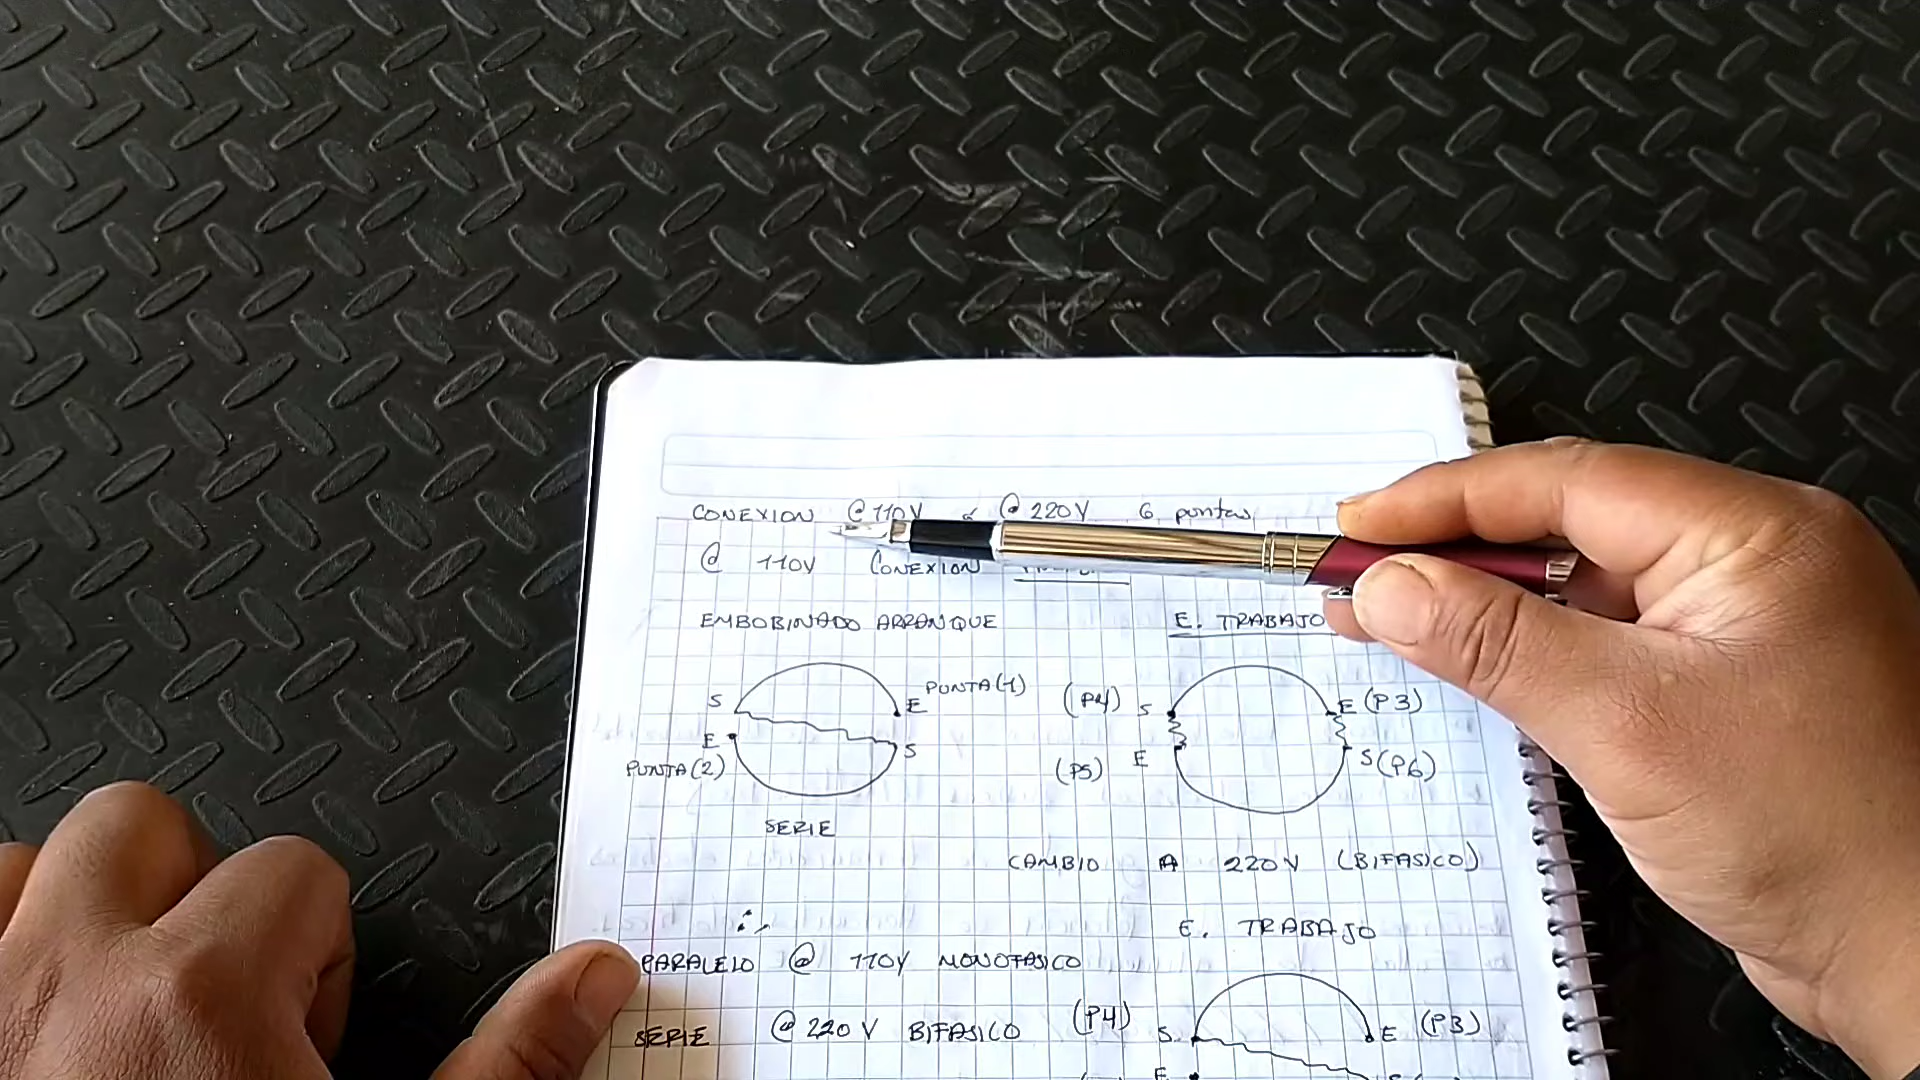 CONEXION @ 110V & @ 220V 6 puntas
@ 110V CONEXION
EMBOBINADO ARRANQUE
E. TRABAJO
S E PUNTA (1)
E S
PUNTA (2)
SERIE
(P4) S E (P3)
(P5) E S (P6)
CAMBIO A 220V (BIFASICO)
E. TRABAJO
PARALELO @ 110V MONOFASICO
SERIE @ 220V BIFASICO
(P4) S E (P3)
E